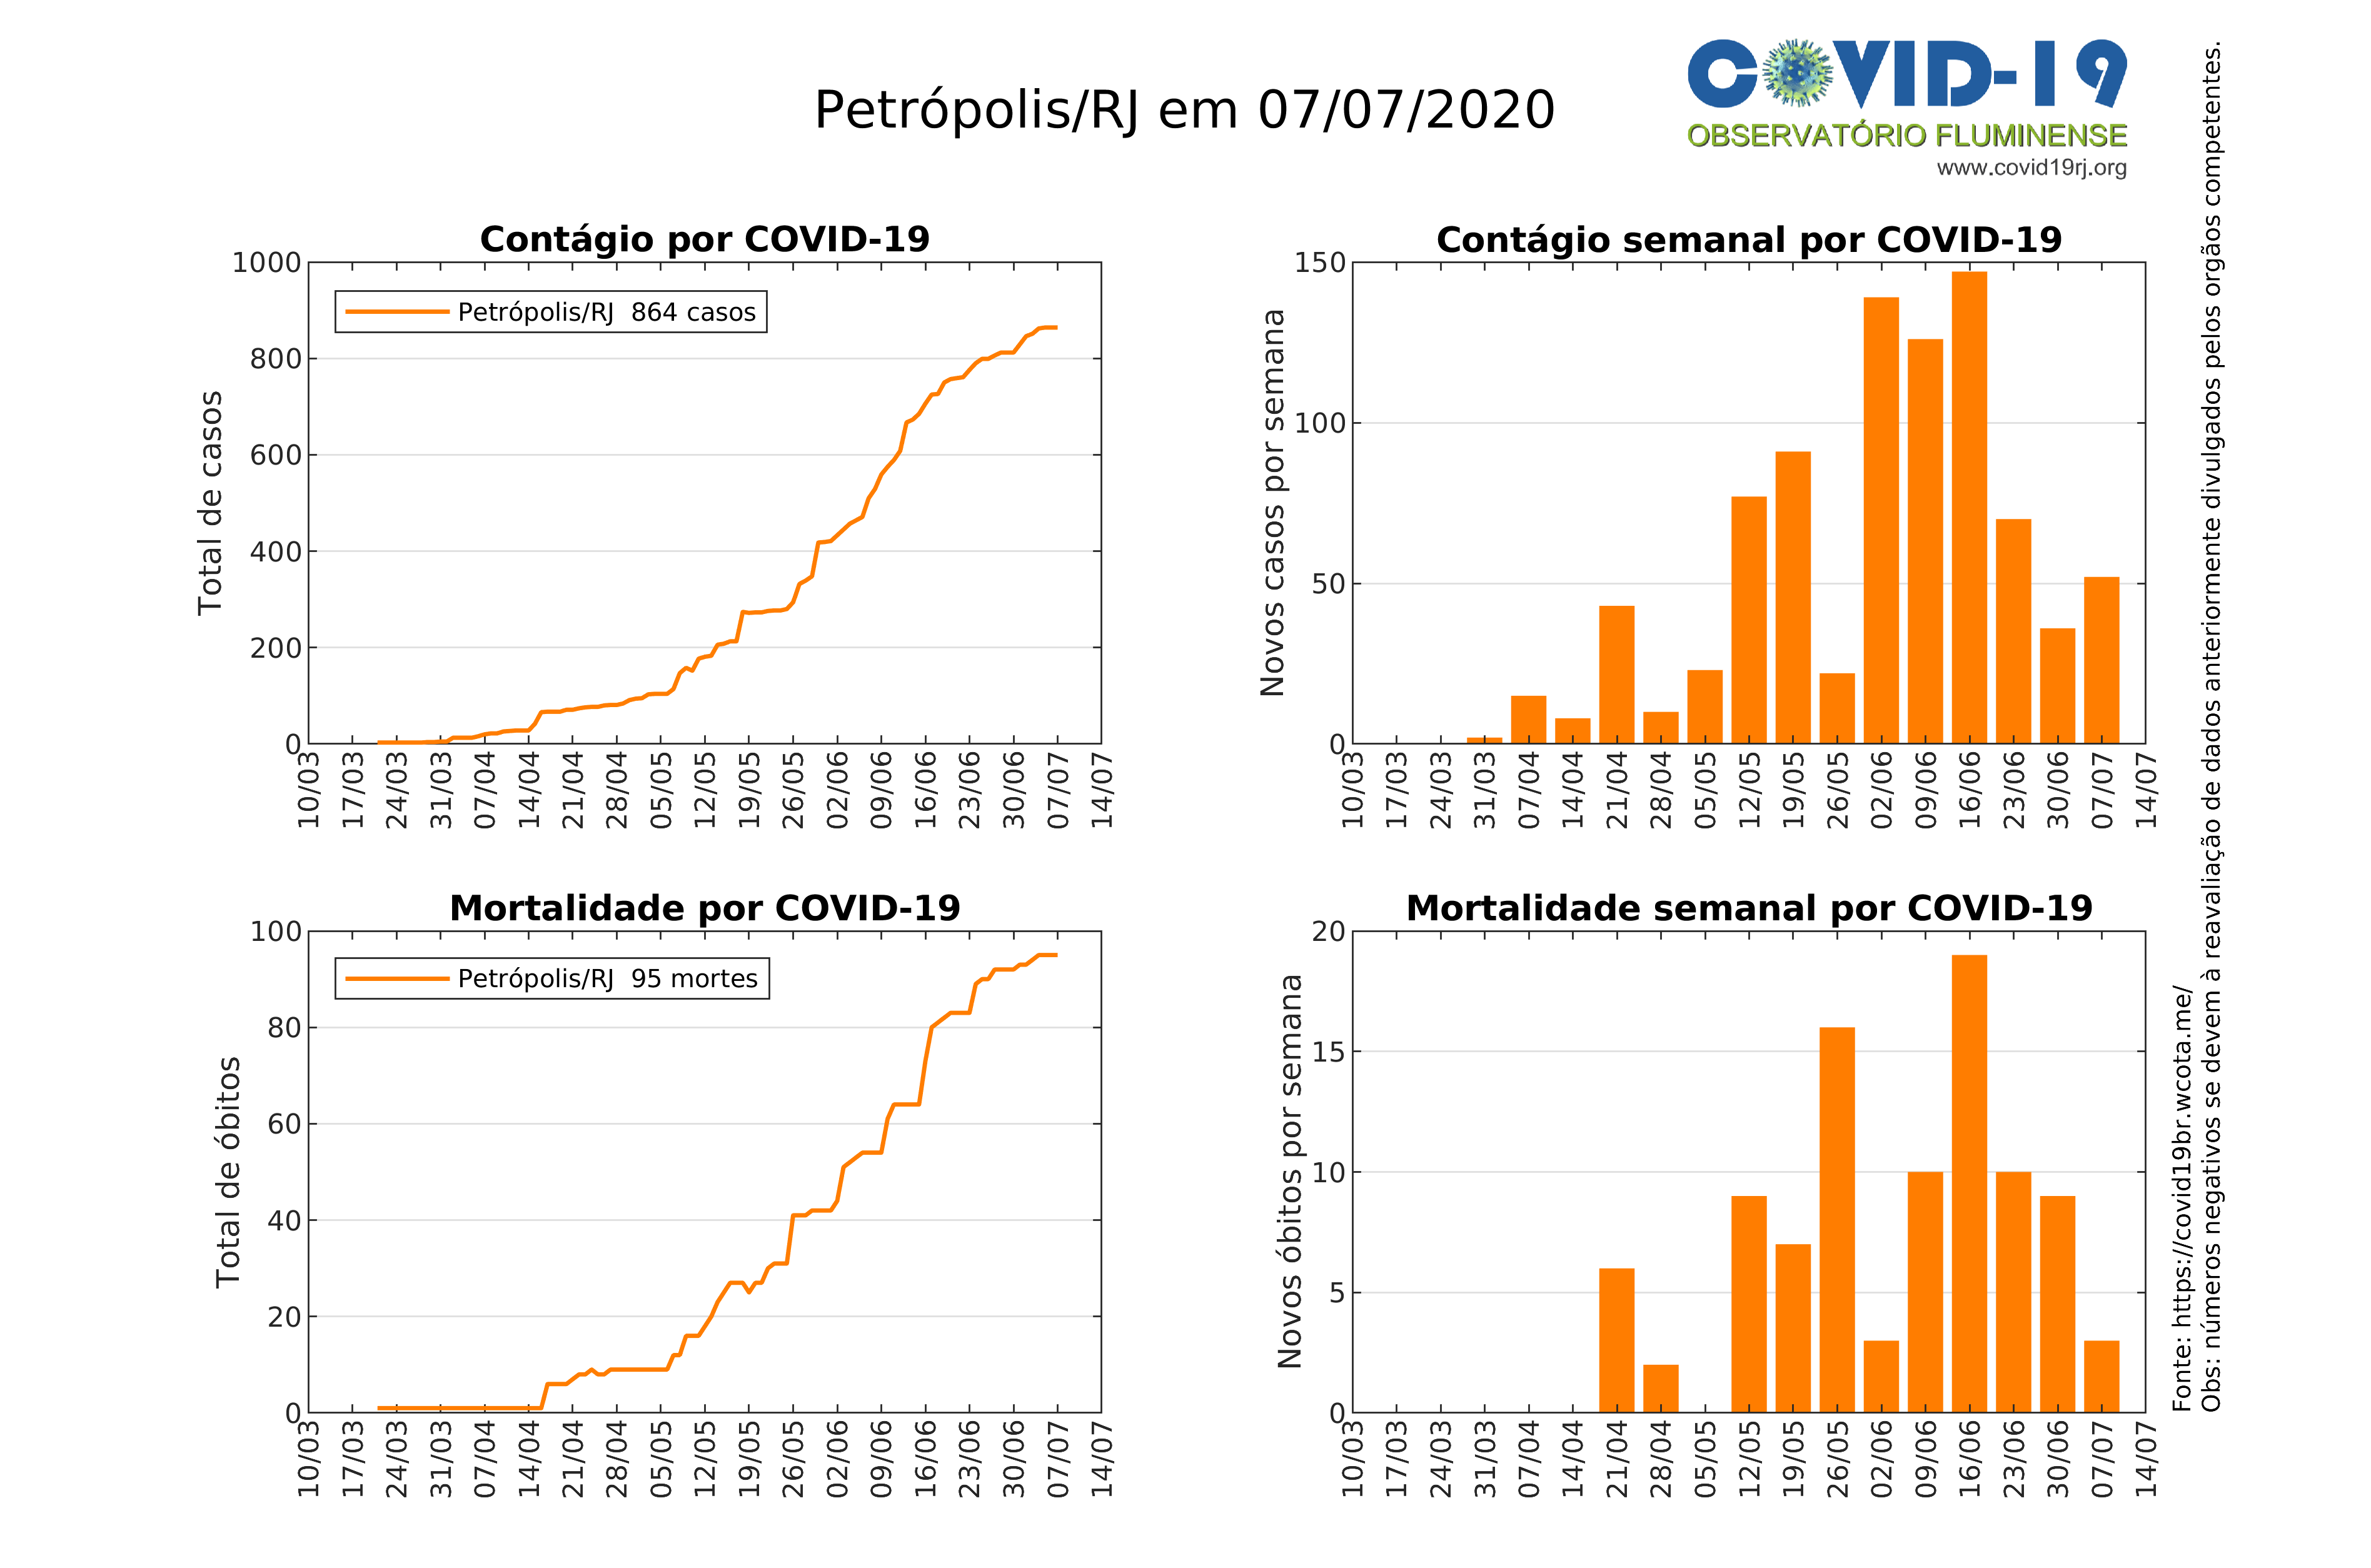 Petrópolis/RJ em 07/07/2020
COVID-19
OBSERVATÓRIO FLUMINENSE
www.covid19rj.org
Contágio por COVID-19
Total de casos
1000
800
600
400
200
0
Petrópolis/RJ 864 casos
10/03 17/03 24/03 31/03 07/04 14/04 21/04 28/04 05/05 12/05 19/05 26/05 02/06 09/06 16/06 23/06 30/06 07/07 14/07
Contágio semanal por COVID-19
Novos casos por semana
150
100
50
0
10/03 17/03 24/03 31/03 07/04 14/04 21/04 28/04 05/05 12/05 19/05 26/05 02/06 09/06 16/06 23/06 30/06 07/07 14/07
Mortalidade por COVID-19
Total de óbitos
100
80
60
40
20
0
Petrópolis/RJ 95 mortes
10/03 17/03 24/03 31/03 07/04 14/04 21/04 28/04 05/05 12/05 19/05 26/05 02/06 09/06 16/06 23/06 30/06 07/07 14/07
Mortalidade semanal por COVID-19
Novos óbitos por semana
20
15
10
5
0
10/03 17/03 24/03 31/03 07/04 14/04 21/04 28/04 05/05 12/05 19/05 26/05 02/06 09/06 16/06 23/06 30/06 07/07 14/07
Fonte: https://covid19br.wcota.me/
Obs: números negativos se devem à reavaliação de dados anteriormente divulgados pelos orgãos competentes.